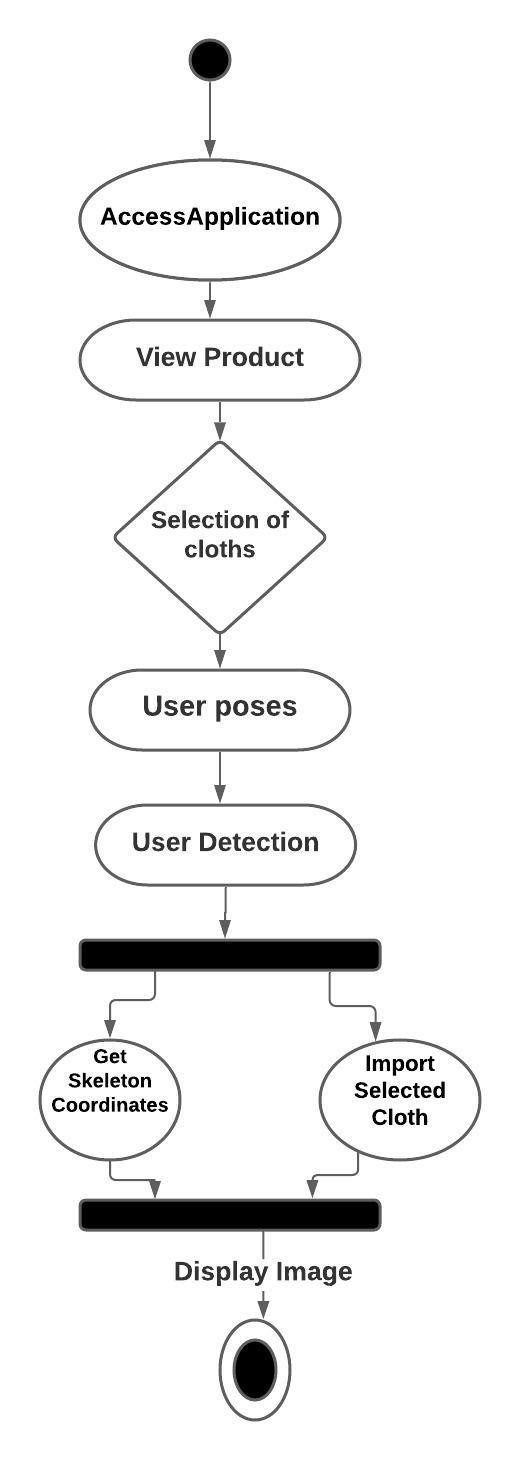 AccessApplication
View Product
Selection of
cloths
User poses
User Detection
Get
Skeleton
Coordinates
Import
Selected
Cloth
Display Image